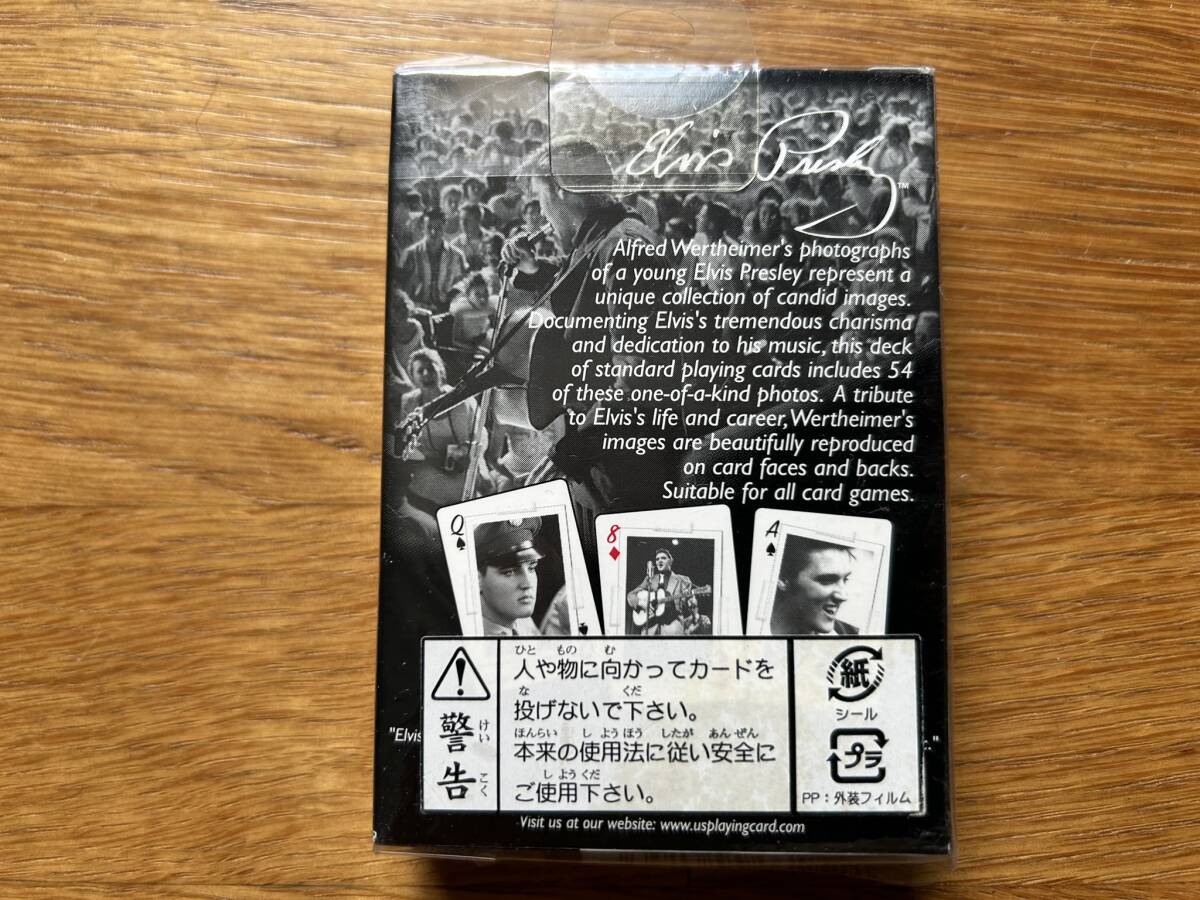 Elvis Presley™
Alfred Wertheimer's photographs
of a young Elvis Presley represent a
unique collection of candid images.
Documenting Elvis's tremendous charisma
and dedication to his music, this deck
of standard playing cards includes 54
of these one-of-a-kind photos. A tribute
to Elvis's life and career, Wertheimer's
images are beautifully reproduced
on card faces and backs.
Suitable for all card games.
Q
8
A
ひと もの む
人や物に向かってカードを
な くだ
投げないで下さい。
ほんらい しようほう したが あんぜん
本来の使用法に従い安全に
しようくだ
ご使用下さい。
警告
けいこく
紙
シール
プラ
PP：外装フィルム
"Elvis
."
Visit us at our website: www.usplayingcard.com